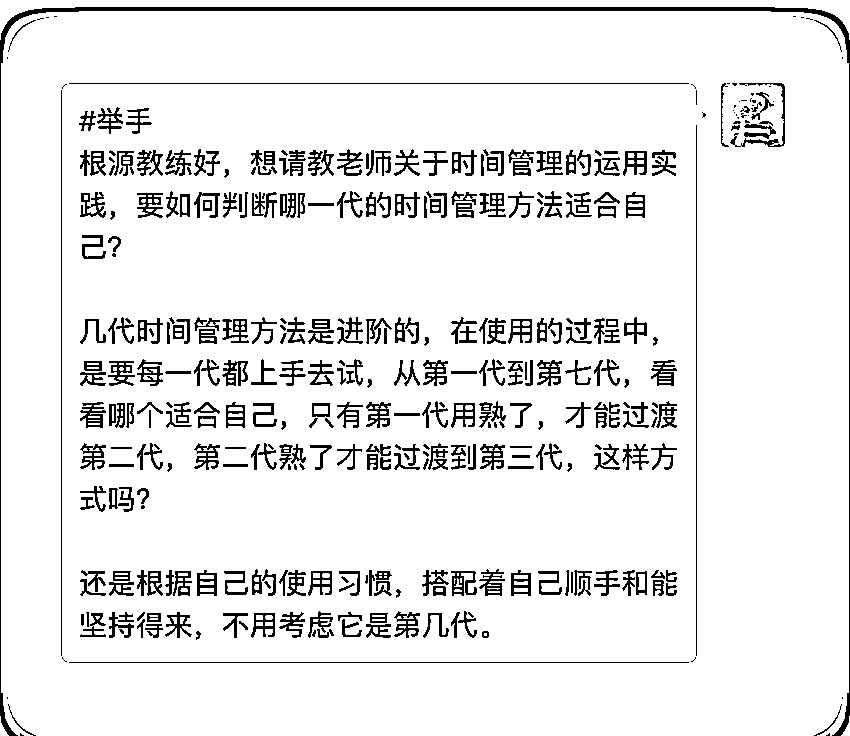 #举手
根源教练好，想请教老师关于时间管理的运用实
践，要如何判断哪一代的时间管理方法适合自
己？
几代时间管理方法是进阶的，在使用的过程中，
是要每一代都上手去试，从第一代到第七代，看
看哪个适合自己，只有第一代用熟了，才能过渡
第二代，第二代熟了才能过渡到第三代，这样方
式吗？
还是根据自己的使用习惯，搭配着自己顺手和能
坚持得来，不用考虑它是第几代。